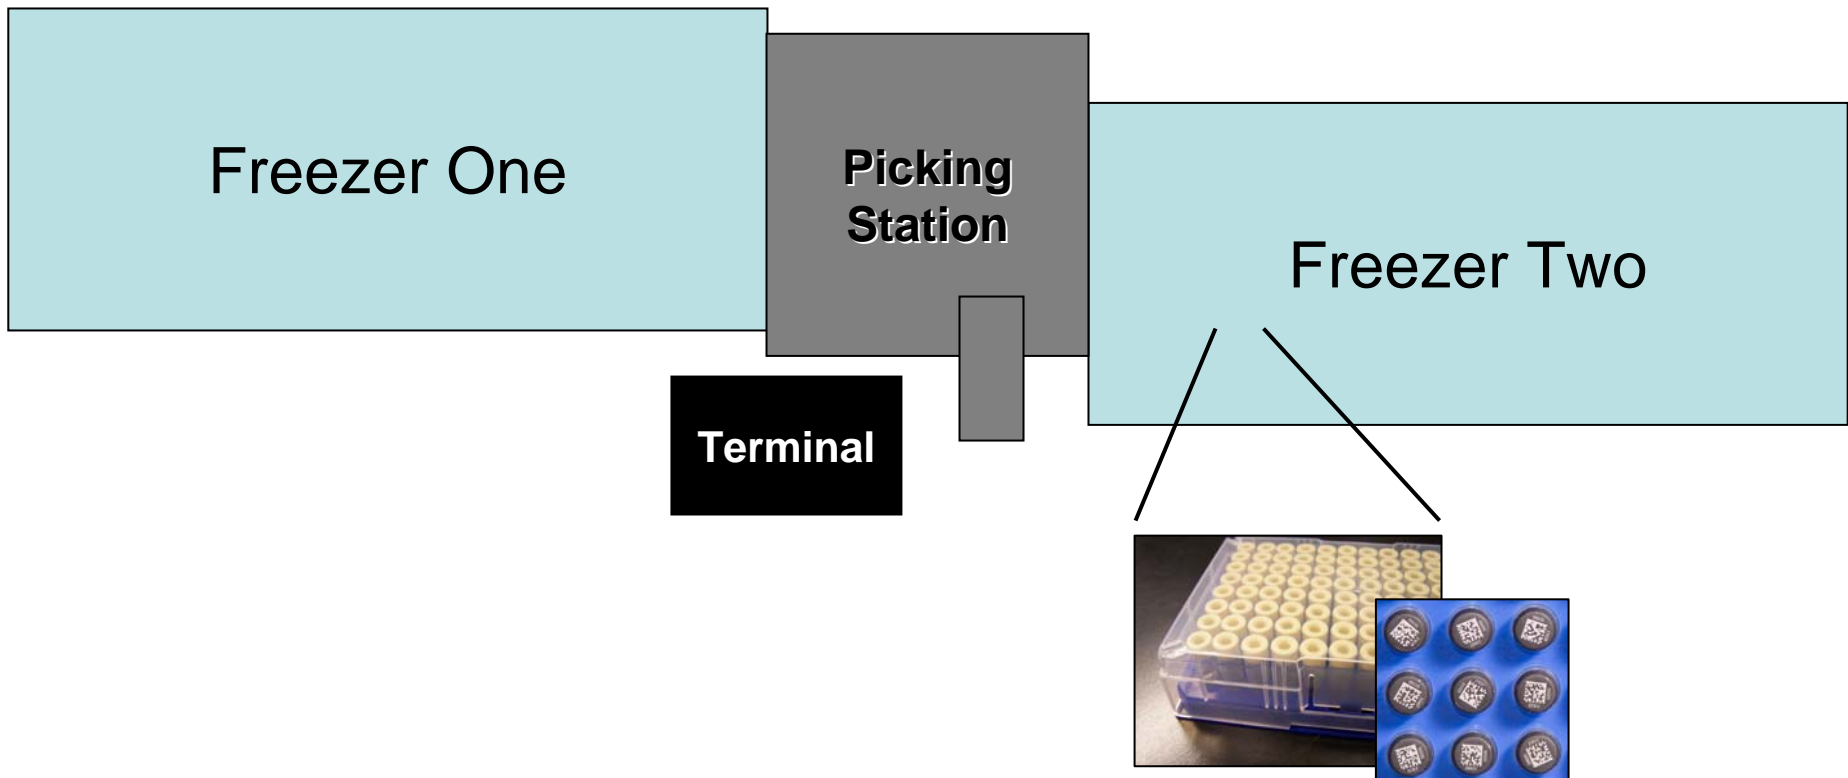 Freezer One
Picking
Station
Freezer Two
Terminal